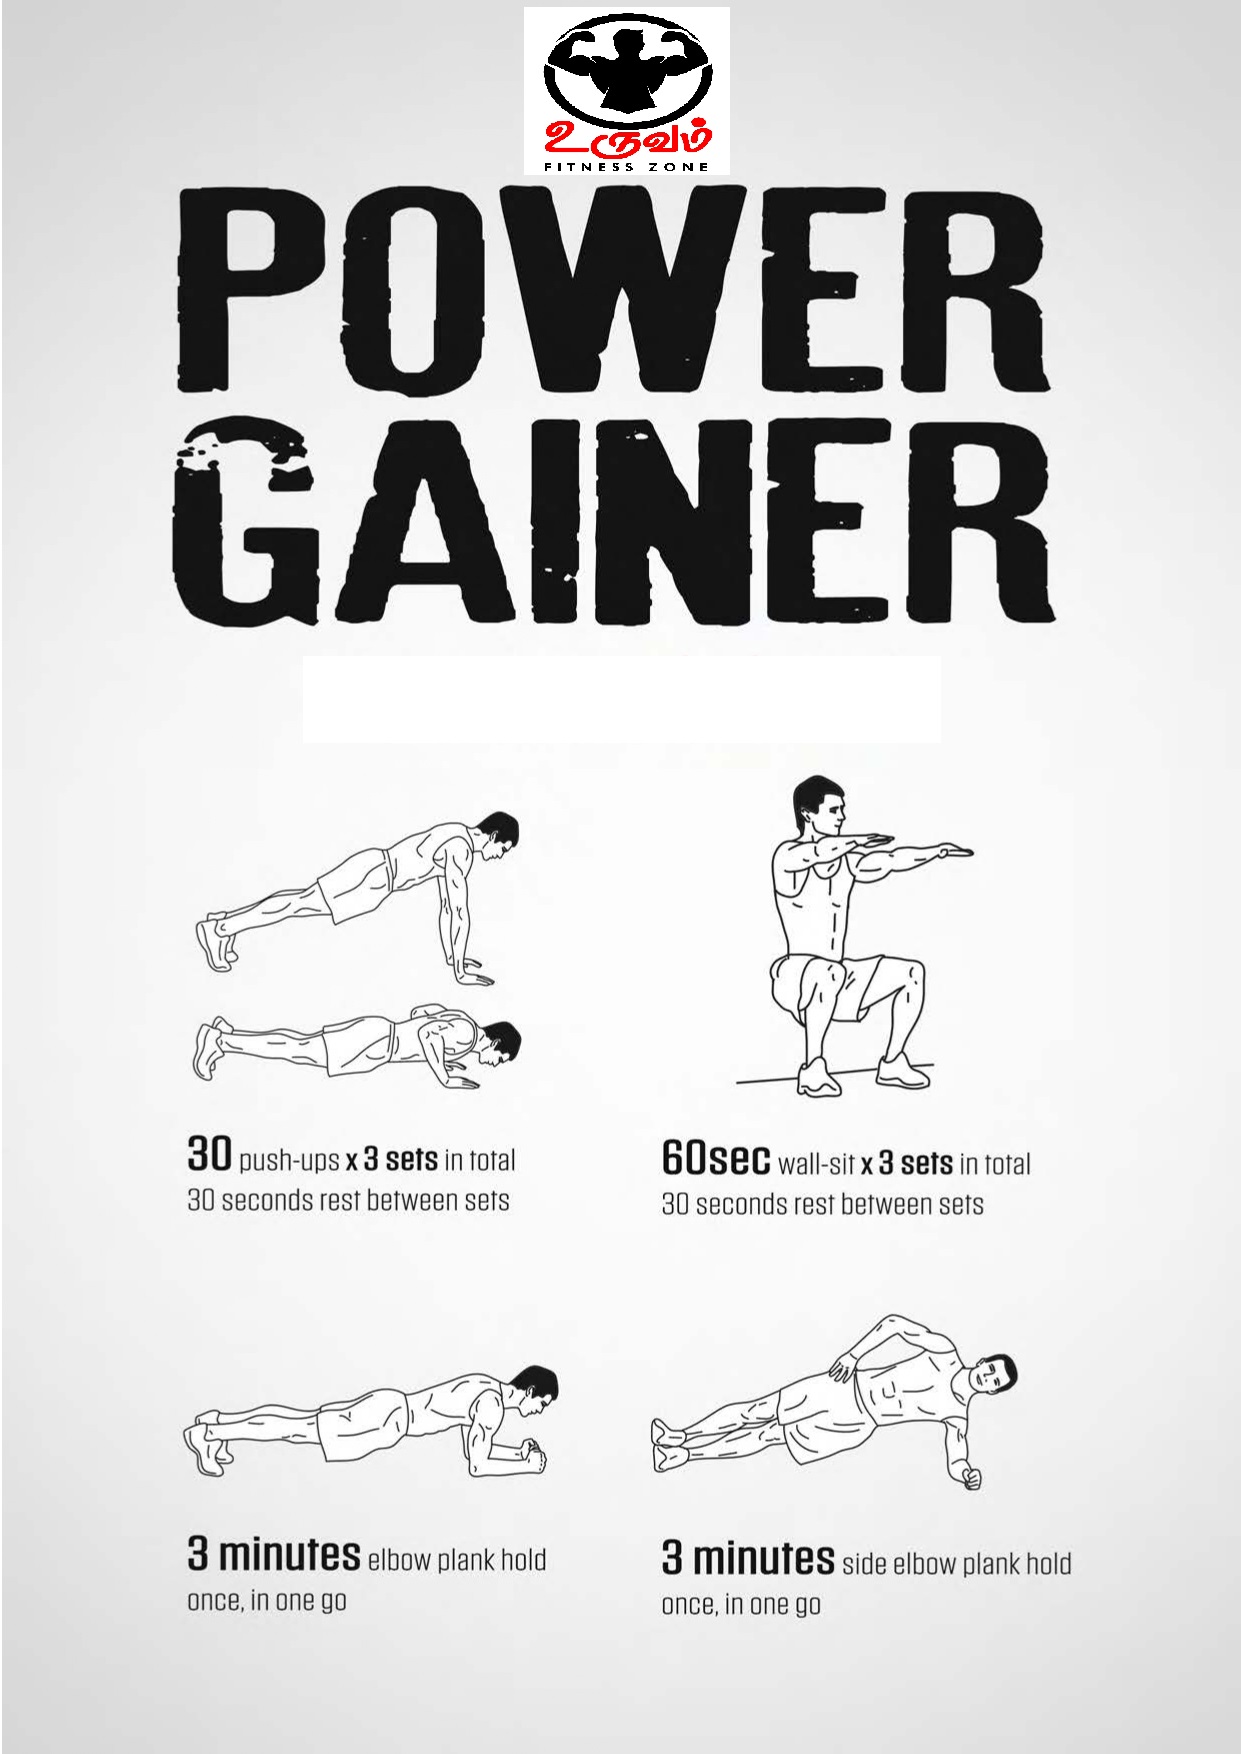 உருவம்
FITNESS ZONE
POWER
GAINER
30 push-ups x 3 sets in total
30 seconds rest between sets
60sec wall-sit x 3 sets in total
30 seconds rest between sets
3 minutes elbow plank hold
once, in one go
3 minutes side elbow plank hold
once, in one go